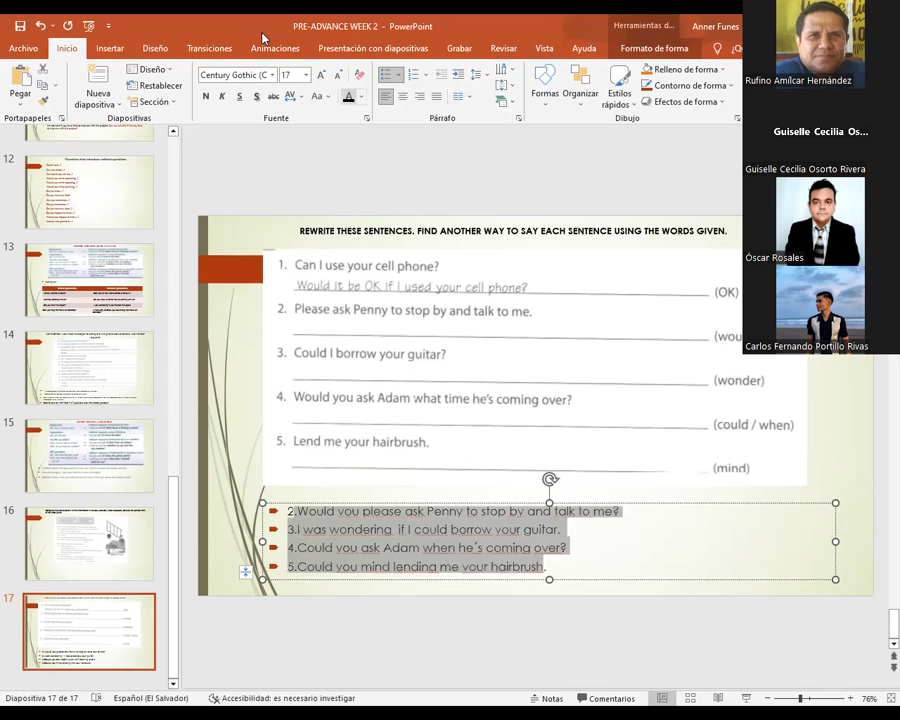 PRE-ADVANCE WEEK 2 - PowerPoint
Herramientas d...
Anner Funes
Archivo
Inicio
Insertar
Diseño
Transiciones
Animaciones
Presentación con diapositivas
Grabar
Revisar
Vista
Ayuda
Formato de forma
Pegar
Portapapeles
Nueva
diapositiva
Diseño
Restablecer
Sección
Diapositivas
Century Gothic (C
17
N K S S abc AV Aa A
Fuente
Párrafo
Formas
Organizar
Estilos
rápidos
Relleno de forma
Contorno de forma
Efectos de forma
Dibujo
Rufino Amílcar Hernández
Guiselle Cecilia Os...
Guiselle Cecilia Osorto Rivera
Óscar Rosales
Carlos Fernando Portillo Rivas
12
13
14
15
16
17
REWRITE THESE SENTENCES. FIND ANOTHER WAY TO SAY EACH SENTENCE USING THE WORDS GIVEN.
1. Can I use your cell phone?
Would it be OK if I used your cell phone? (OK)
2. Please ask Penny to stop by and talk to me.
(wou
3. Could I borrow your guitar?
(wonder)
4. Would you ask Adam what time he's coming over?
(could / when)
5. Lend me your hairbrush.
(mind)
2.Would you please ask Penny to stop by and talk to me?
3.I was wondering if I could borrow your guitar.
4.Could you ask Adam when he´s coming over?
5.Could you mind lending me your hairbrush.
Diapositiva 17 de 17
Español (El Salvador)
Accesibilidad: es necesario investigar
Notas
Comentarios
76%